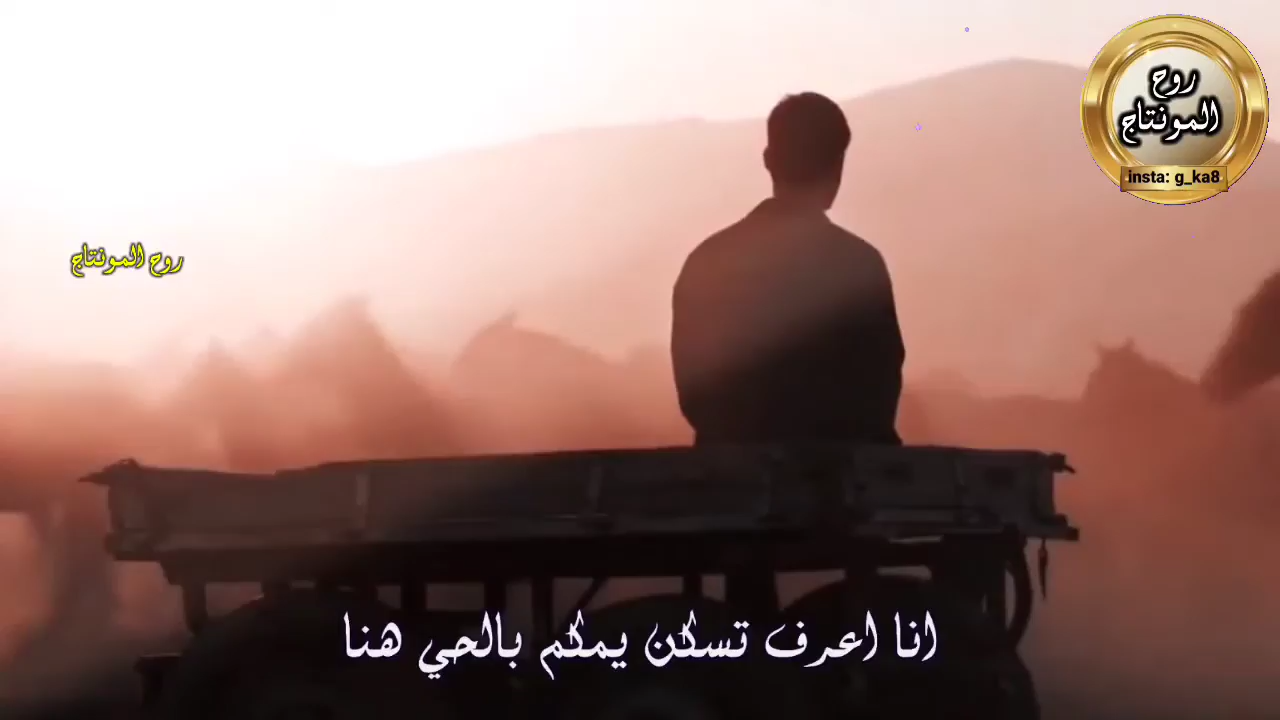 روح
المونتاج
insta: g_ka8
روح المونتاج
انا اعرف تسكن يمكم بالحي هنا